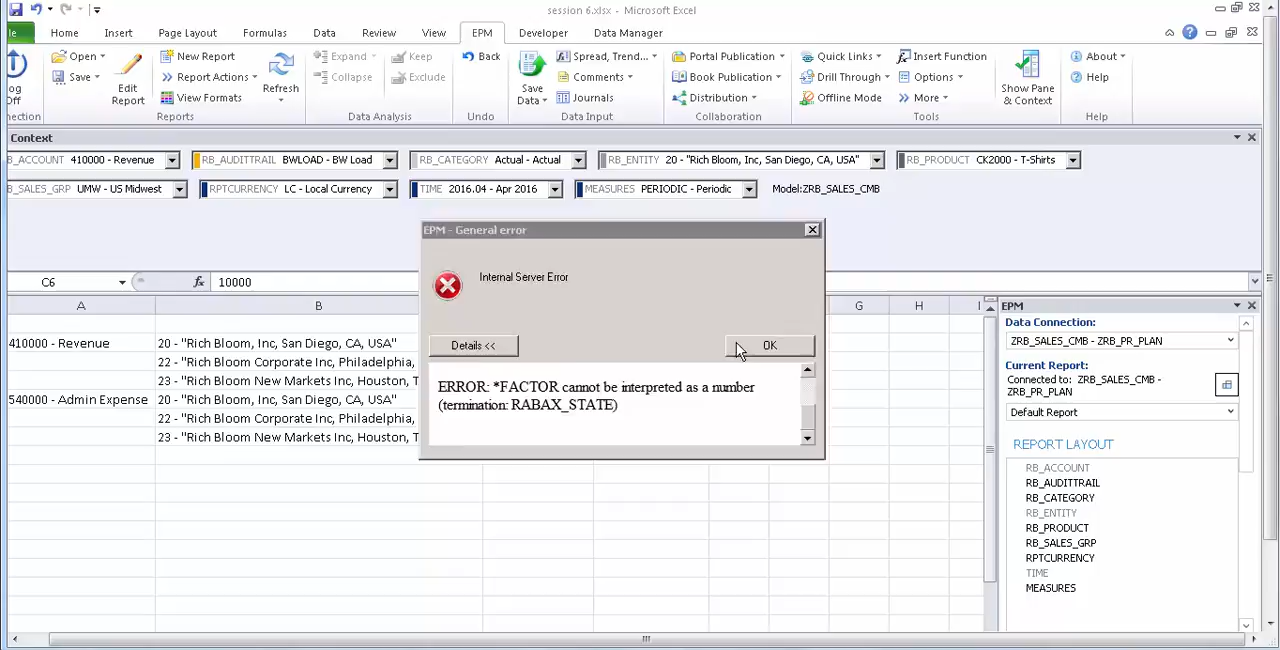 session 6.xlsx - Microsoft Excel
le Home Insert Page Layout Formulas Data Review View EPM Developer Data Manager
Open Save Edit Report New Report Report Actions View Formats Refresh Reports
Expand Collapse Keep Exclude Data Analysis
Back Undo
Save Data Spread, Trend... Comments Journals Data Input
Portal Publication Book Publication Distribution Collaboration
Quick Links Drill Through Offline Mode Insert Function Options More Tools
Show Pane & Context
About Help Help
og Off nection
Context
B_ACCOUNT 410000 - Revenue RB_AUDITTRAIL BWLOAD - BW Load RB_CATEGORY Actual - Actual RB_ENTITY 20 - "Rich Bloom, Inc, San Diego, CA, USA" RB_PRODUCT CK2000 - T-Shirts
B_SALES_GRP UMW - US Midwest RPTCURRENCY LC - Local Currency TIME 2016.04 - Apr 2016 MEASURES PERIODIC - Periodic Model:ZRB_SALES_CMB
EPM - General error
Internal Server Error
Details << OK
ERROR: *FACTOR cannot be interpreted as a number
(termination: RABAX_STATE)
C6 fx 10000
A B G H I
410000 - Revenue 20 - "Rich Bloom, Inc, San Diego, CA, USA"
22 - "Rich Bloom Corporate Inc, Philadelphia,
23 - "Rich Bloom New Markets Inc, Houston, T
540000 - Admin Expense 20 - "Rich Bloom, Inc, San Diego, CA, USA"
22 - "Rich Bloom Corporate Inc, Philadelphia,
23 - "Rich Bloom New Markets Inc, Houston, T
EPM
Data Connection:
ZRB_SALES_CMB - ZRB_PR_PLAN
Current Report:
Connected to: ZRB_SALES_CMB -
ZRB_PR_PLAN
Default Report
REPORT LAYOUT
RB_ACCOUNT
RB_AUDITTRAIL
RB_CATEGORY
RB_ENTITY
RB_PRODUCT
RB_SALES_GRP
RPTCURRENCY
TIME
MEASURES